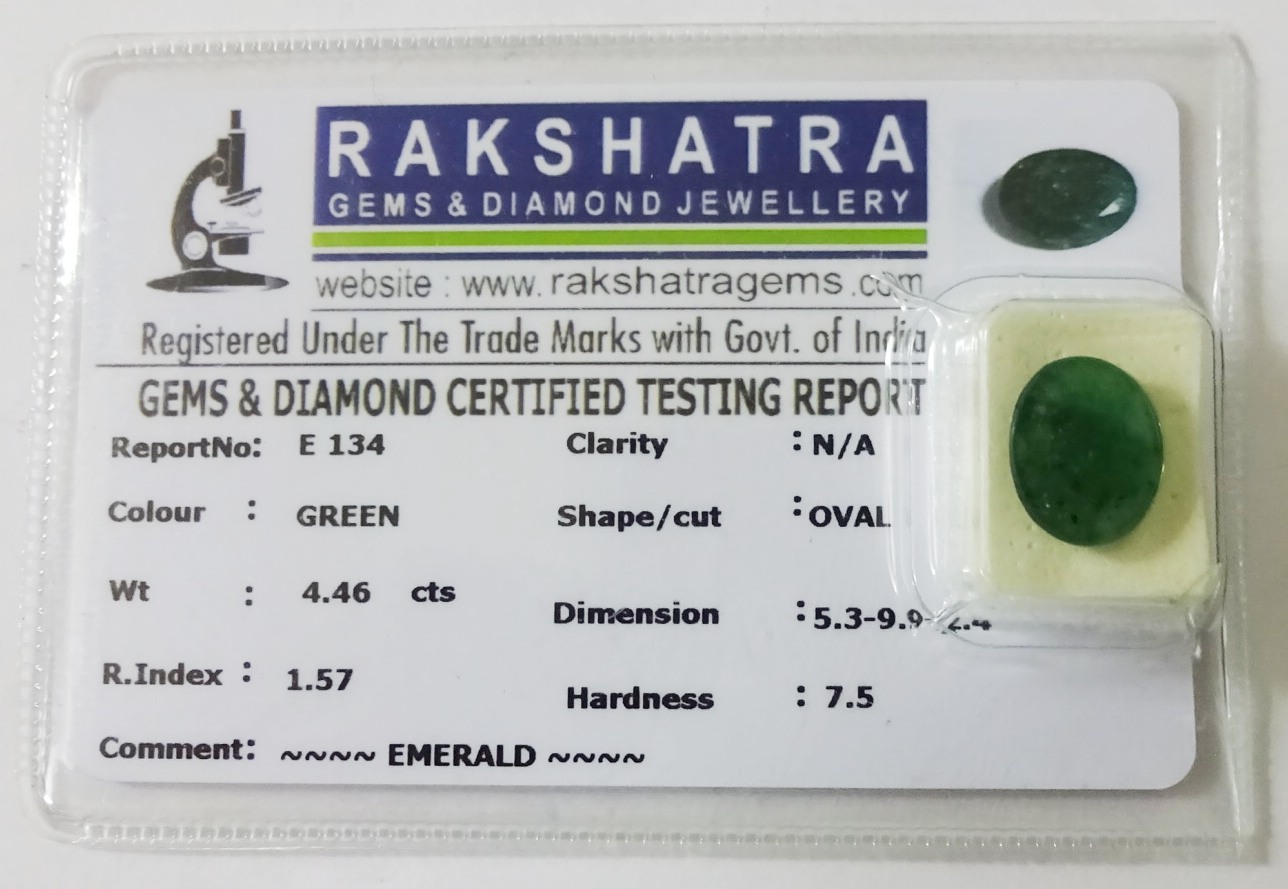 RAKSHATRA
GEMS & DIAMOND JEWELLERY
website : www.rakshatragems.com
Registered Under The Trade Marks with Govt. of India
GEMS & DIAMOND CERTIFIED TESTING REPORT
ReportNo: E 134 Clarity : N/A
Colour : GREEN Shape/cut : OVAL
Wt : 4.46 cts Dimension : 5.3-9.9-
R.Index : 1.57 Hardness : 7.5
Comment: ~~~~ EMERALD ~~~~